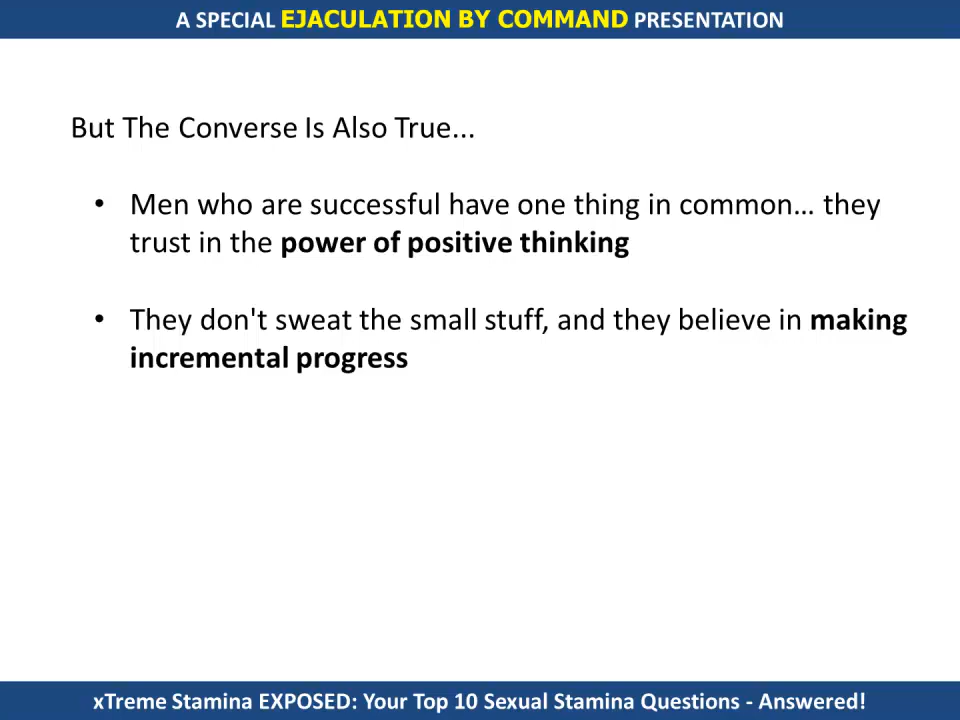 A SPECIAL EJACULATION BY COMMAND PRESENTATION
But The Converse Is Also True...
• Men who are successful have one thing in common… they
trust in the power of positive thinking
• They don't sweat the small stuff, and they believe in making
incremental progress
xTreme Stamina EXPOSED: Your Top 10 Sexual Stamina Questions - Answered!